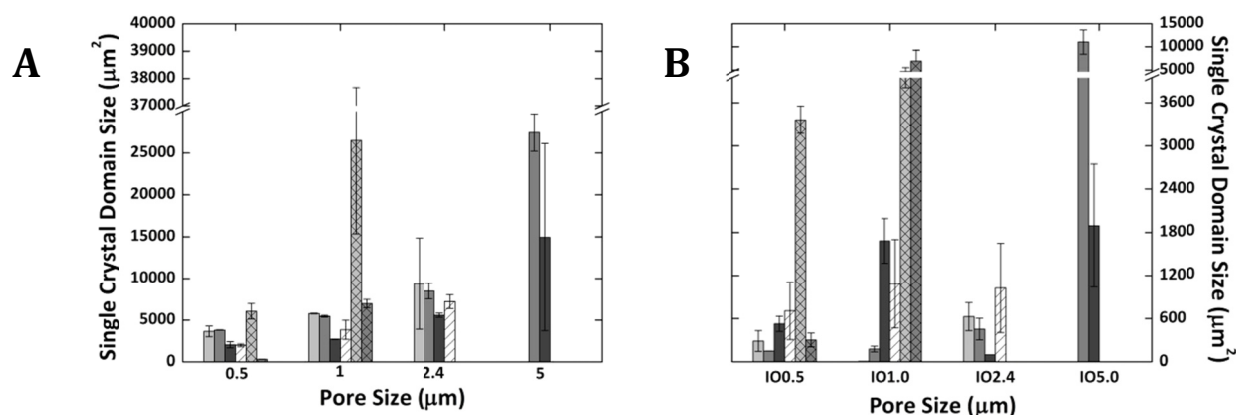 A
Single Crystal Domain Size (μm²)
40000
39000
38000
37000
25000
20000
15000
10000
5000
0
0.5 1 2.4 5
Pore Size (μm)
B
15000
10000
5000
3600
3000
2400
1800
1200
600
0
Single Crystal Domain Size (μm²)
IO0.5 IO1.0 IO2.4 IO5.0
Pore Size (μm)